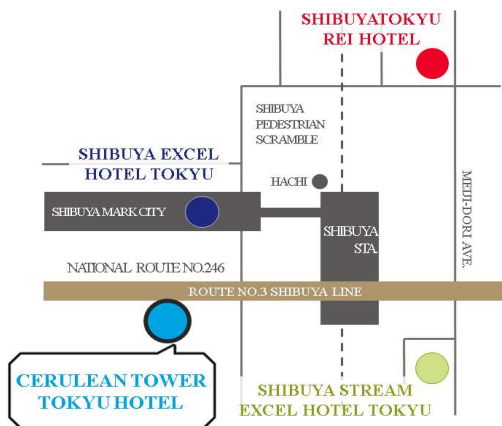 SHIBUYATOKYU
REI HOTEL
SHIBUYA
PEDESTRIAN
SCRAMBLE
SHIBUYA EXCEL
HOTEL TOKYU
HACHI
SHIBUYA MARK CITY
SHIBUYA
STA.
MEIJI-DORI AVE.
NATIONAL ROUTE NO.246
ROUTE NO.3 SHIBUYA LINE
CERULEAN TOWER
TOKYU HOTEL
SHIBUYA STREAM
EXCEL HOTEL TOKYU